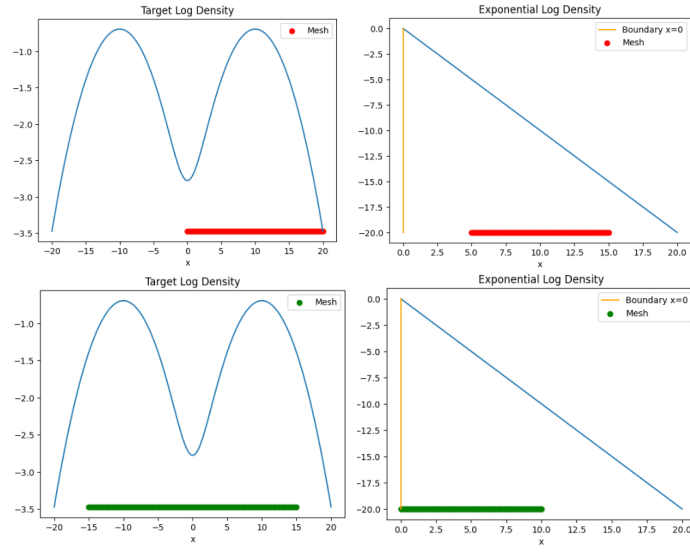 Target Log Density
Mesh
−1.0
−1.5
−2.0
−2.5
−3.0
−3.5
−20 −15 −10 −5 0 5 10 15 20
x
Exponential Log Density
Boundary x=0
Mesh
0.0
−2.5
−5.0
−7.5
−10.0
−12.5
−15.0
−17.5
−20.0
0.0 2.5 5.0 7.5 10.0 12.5 15.0 17.5 20.0
x
Target Log Density
Mesh
−1.0
−1.5
−2.0
−2.5
−3.0
−3.5
−20 −15 −10 −5 0 5 10 15 20
x
Exponential Log Density
Boundary x=0
Mesh
0.0
−2.5
−5.0
−7.5
−10.0
−12.5
−15.0
−17.5
−20.0
0.0 2.5 5.0 7.5 10.0 12.5 15.0 17.5 20.0
x